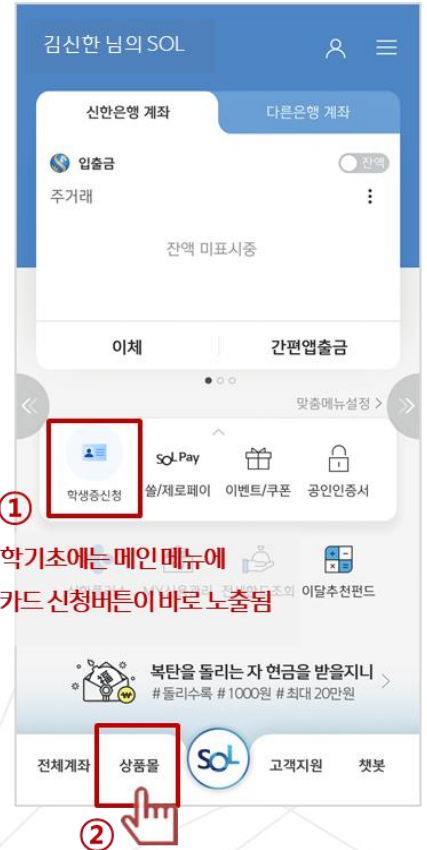 김신한 님의 SOL
신한은행 계좌
다른은행 계좌
입출금
잔액
주거래
잔액 미표시중
이체
간편앱출금
맞춤메뉴설정 >
학생증신청
SOL Pay
쏠/제로페이
이벤트/쿠폰
공인인증서
①
학기초에는 메인 메뉴에
카드 신청버튼이 바로 노출됨
이달추천펀드
복탄을 돌리는 자 현금을 받을지니
#돌리수록 #1000원 #최대 20만원
전체계좌
상품몰
SOL
고객지원
챗봇
②